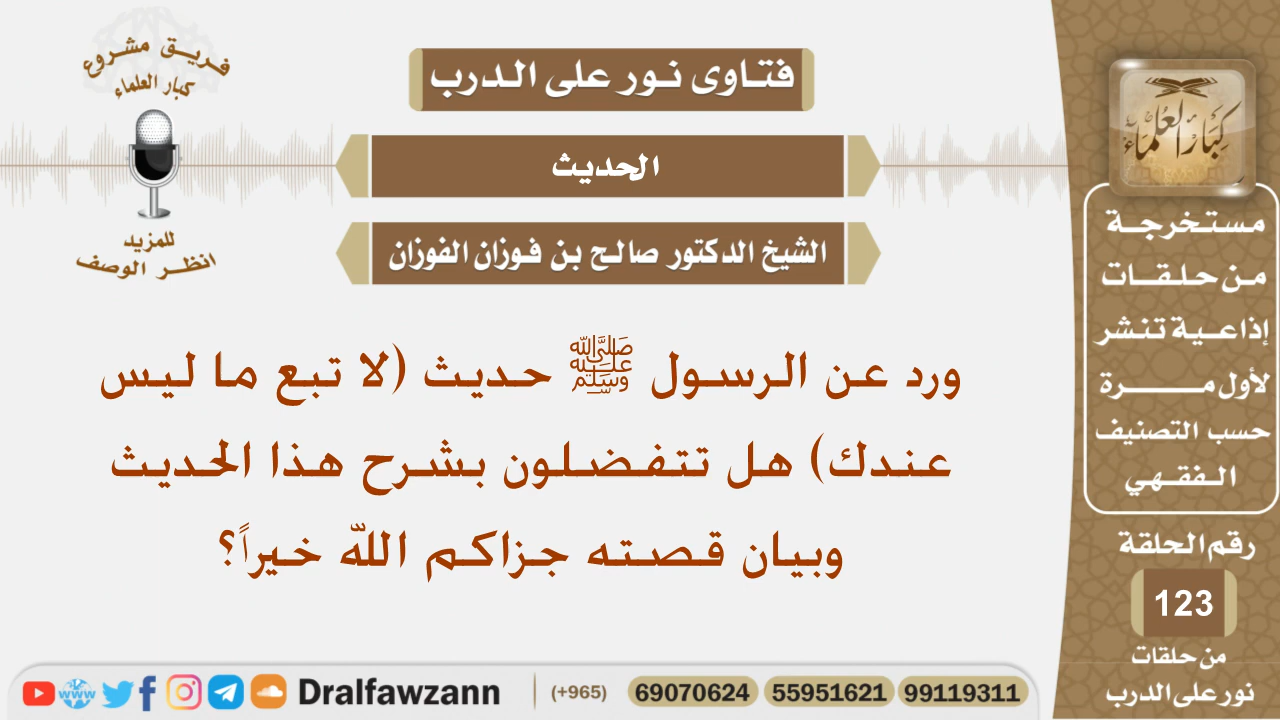 فريق مشروع
كبار العلماء
للمزيد
انظر الوصف
فتاوى نور على الدرب
الحديث
الشيخ الدكتور صالح بن فوزان الفوزان
ورد عن الرسول ﷺ حديث (لا تبع ما ليس
عندك) هل تتفضلون بشرح هذا الحديث
وبيان قصته جزاكم الله خيراً؟
كبار العلماء
مستخرجة
من حلقات
إذاعية تنشر
لأول مرة
حسب التصنيف
الفقهي
رقم الحلقة
123
من حلقات
نور على الدرب
www
Dralfawzann
(+965)
69070624
55951621
99119311